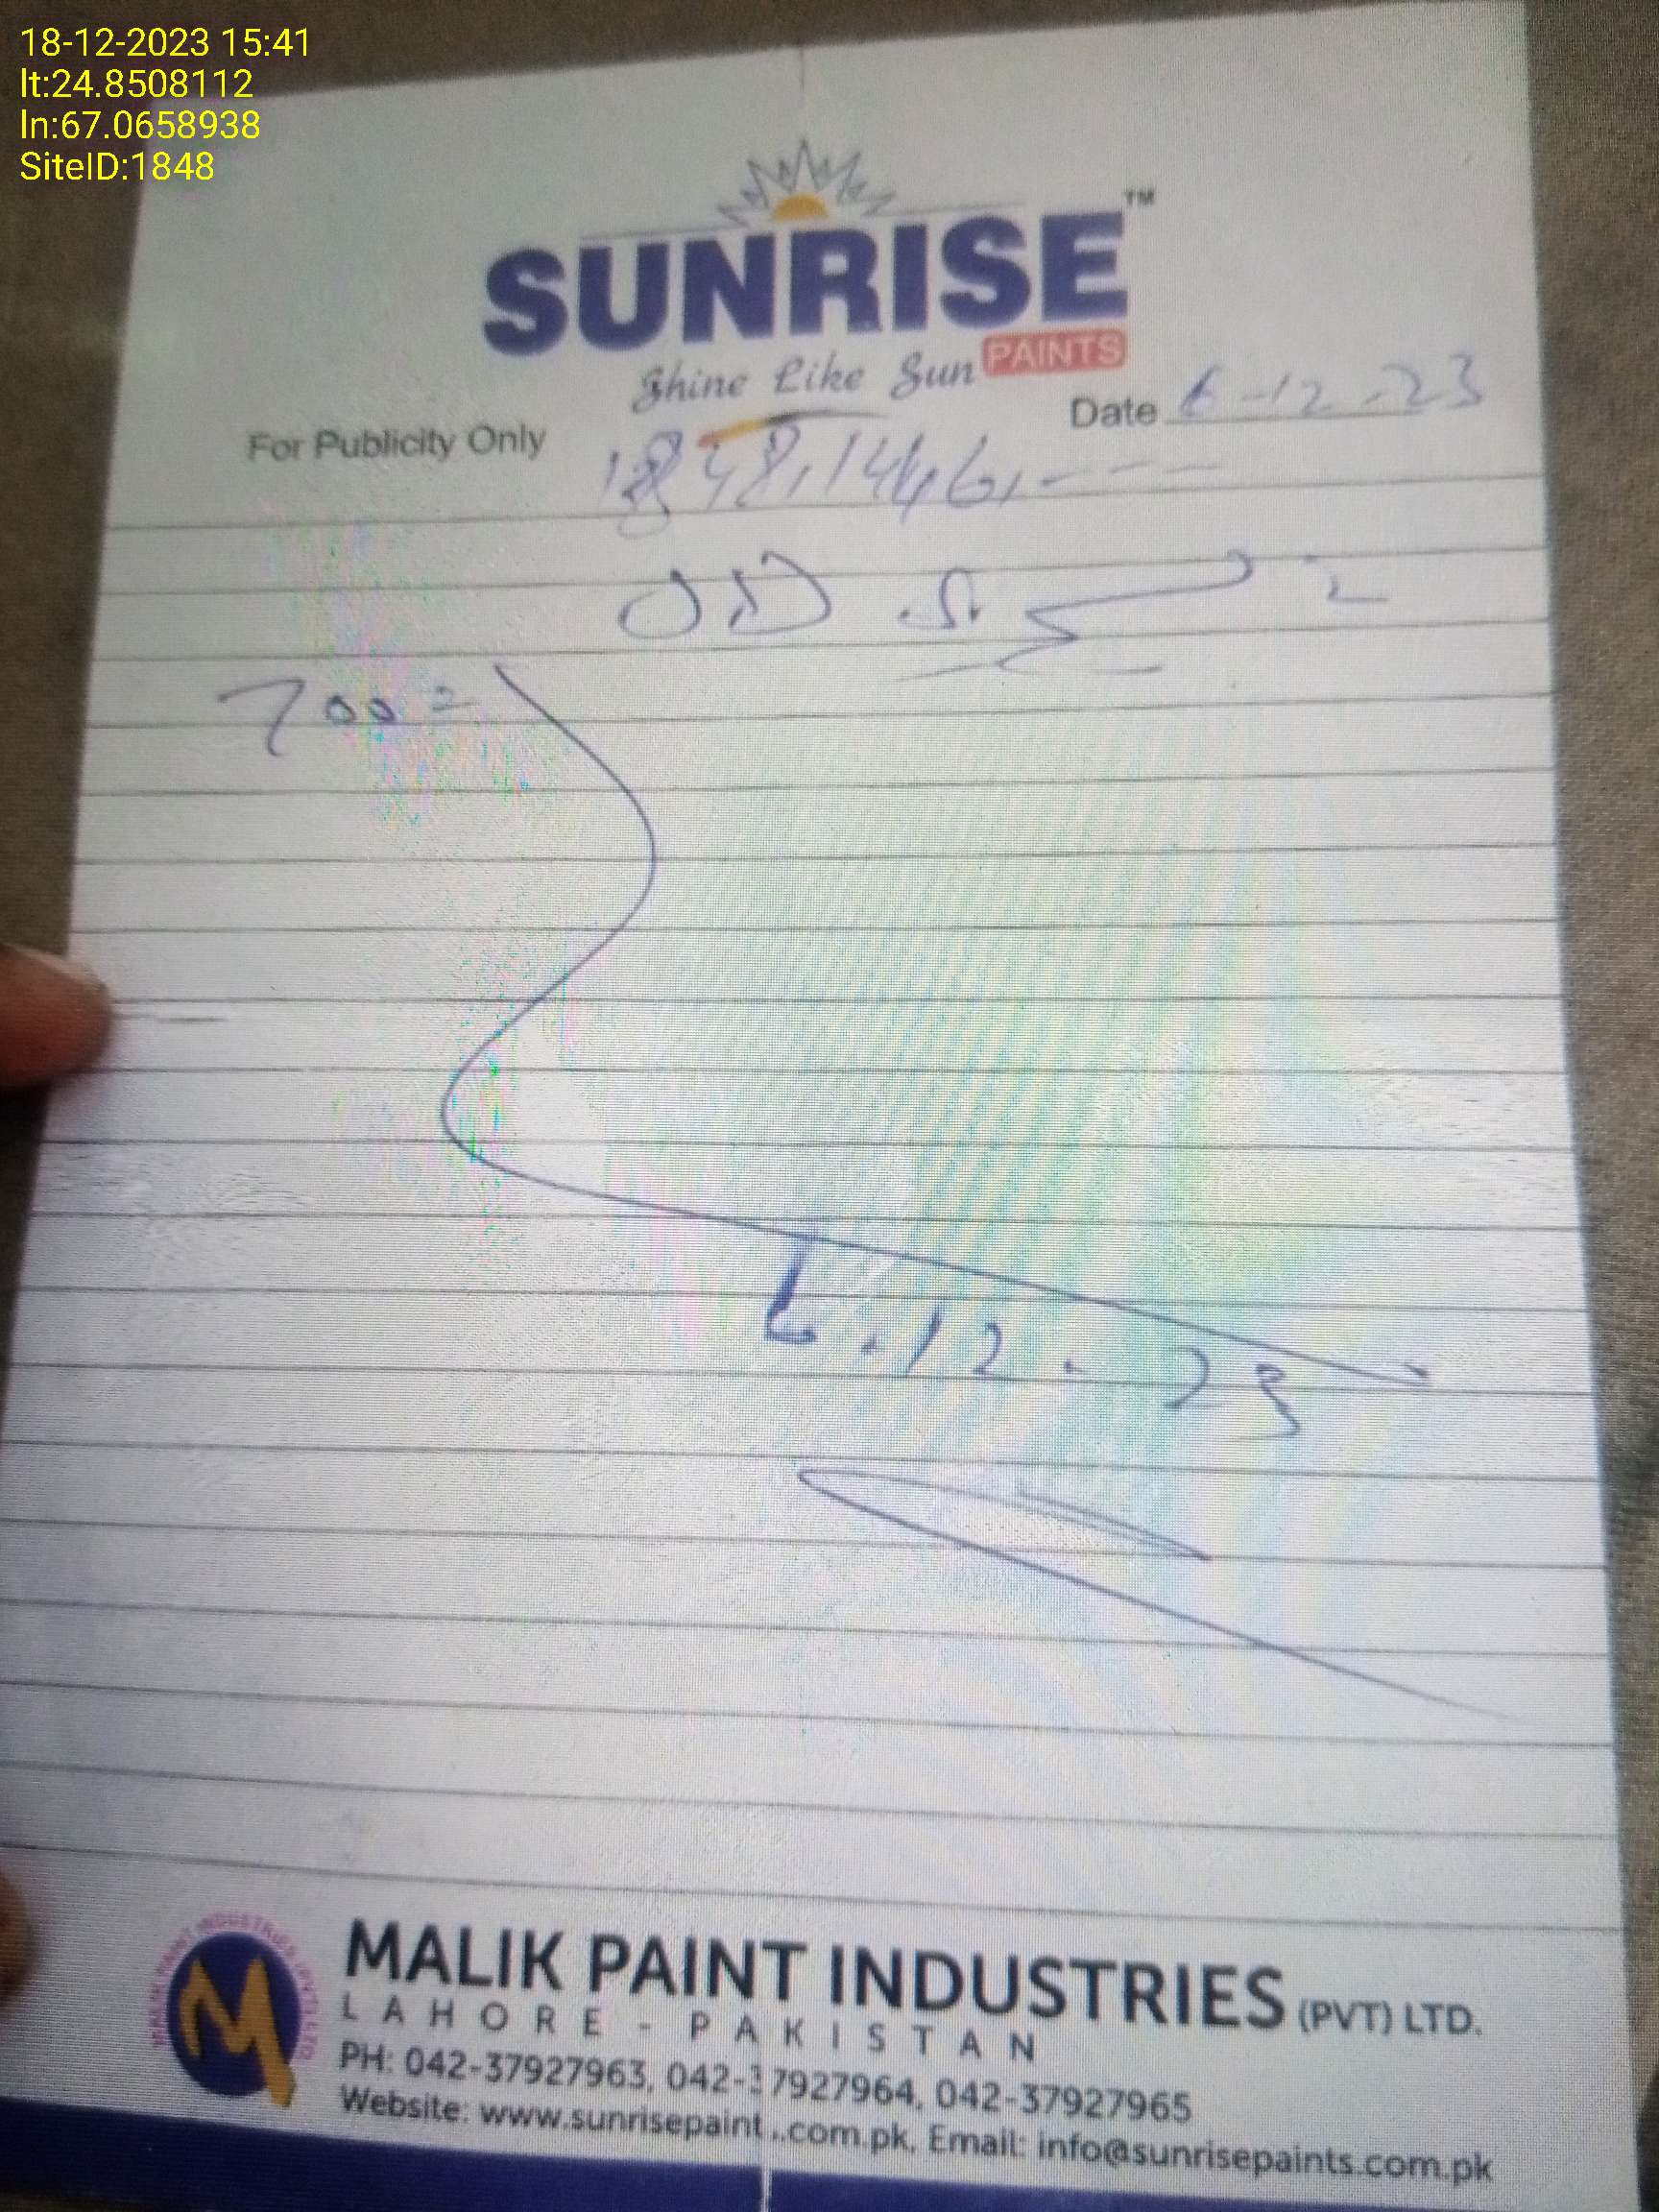 18-12-2023 15:41
lt:24.8508112
ln:67.0658938
SiteID:1848
SUNRISE™
PAINTS
Shine Like Sun
Date 6-12-23
For Publicity Only
700=
6.12.23
MALIK PAINT INDUSTRIES (PVT) LTD.
LAHORE - PAKISTAN
PH: 042-37927963, 042-37927964, 042-37927965
Website: www.sunrisepaint..com.pk, Email: info@sunrisepaints.com.pk